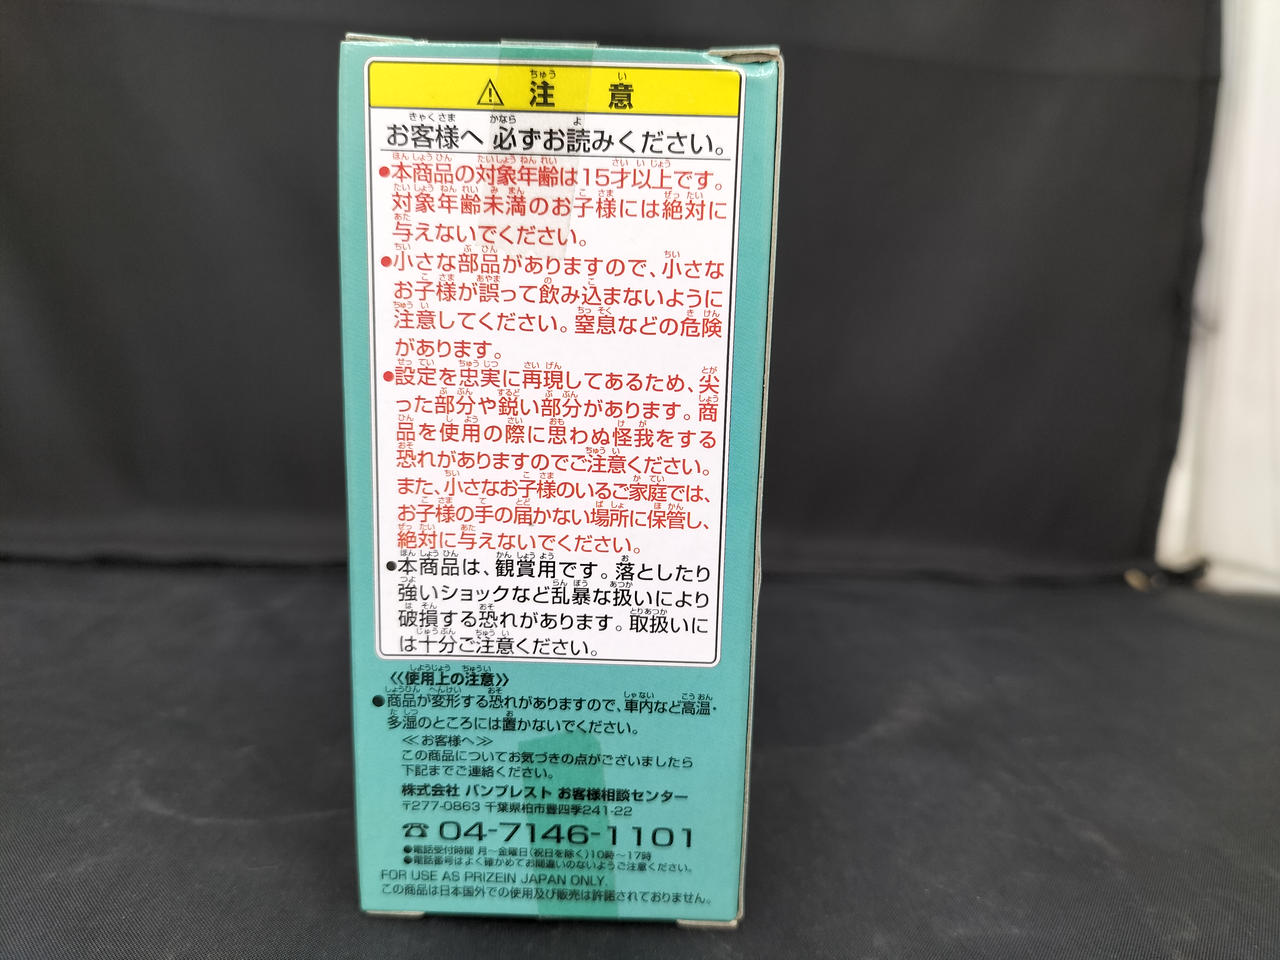 ⚠ 注意
お客様へ 必ずお読みください。
●本商品の対象年齢は15才以上です。
対象年齢未満のお子様には絶対に
与えないでください。
●小さな部品がありますので、小さな
お子様が誤って飲み込まないように
注意してください。窒息などの危険
があります。
●設定を忠実に再現してあるため、尖
った部分や鋭い部分があります。商
品を使用の際に思わぬ怪我をする
恐れがありますのでご注意ください。
また、小さなお子様のいるご家庭では、
お子様の手の届かない場所に保管し、
絶対に与えないでください。
●本商品は、観賞用です。落としたり
強いショックなど乱暴な扱いにより
破損する恐れがあります。取扱いに
は十分ご注意ください。
≪使用上の注意≫
●商品が変形する恐れがありますので、車内など高温・
多湿のところには置かないでください。
≪お客様へ≫
この商品についてお気づきの点がございましたら
下記までご連絡ください。
株式会社 バンプレスト お客様相談センター
〒277-0863 千葉県柏市豊四季241-22
☎ 04-7146-1101
●電話受付時間 月〜金曜日(祝日を除く)10時〜17時
●電話番号はよく確かめてお間違いのないようご注意ください。
FOR USE AS PRIZEIN JAPAN ONLY.
この商品は日本国外での使用及び販売は許諾されておりません。